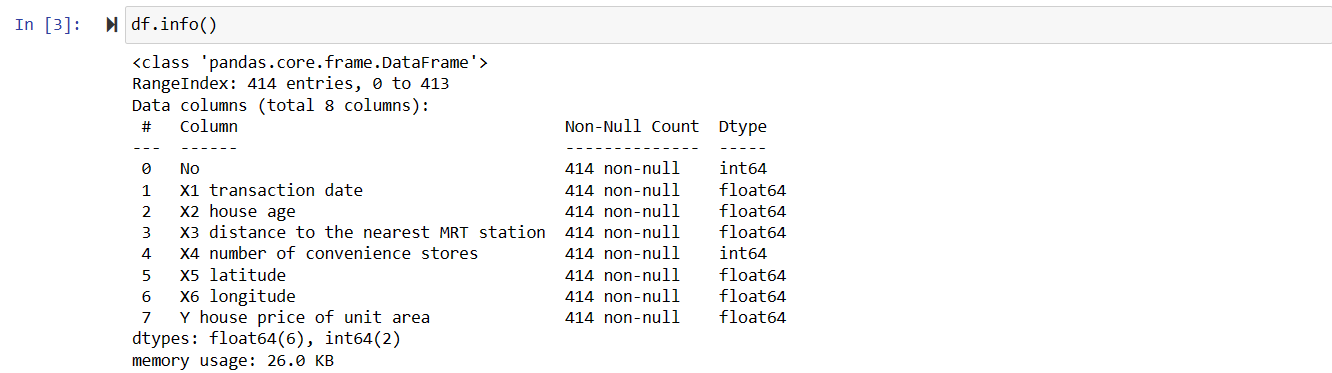 In [3]: df.info()
<class 'pandas.core.frame.DataFrame'>
RangeIndex: 414 entries, 0 to 413
Data columns (total 8 columns):
 #   Column                                  Non-Null Count  Dtype
---  ------                                  --------------  -----
 0   No                                      414 non-null    int64
 1   X1 transaction date                     414 non-null    float64
 2   X2 house age                            414 non-null    float64
 3   X3 distance to the nearest MRT station  414 non-null    float64
 4   X4 number of convenience stores         414 non-null    int64
 5   X5 latitude                             414 non-null    float64
 6   X6 longitude                            414 non-null    float64
 7   Y house price of unit area              414 non-null    float64
dtypes: float64(6), int64(2)
memory usage: 26.0 KB